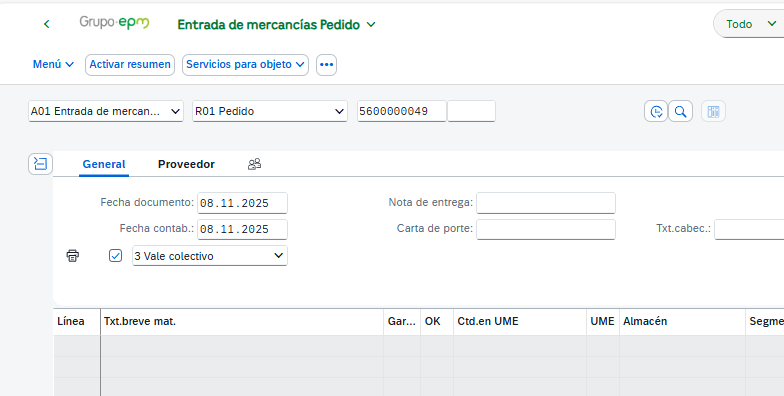 Grupo·epm Entrada de mercancías Pedido Todo
Menú Activar resumen Servicios para objeto •••
A01 Entrada de mercan... R01 Pedido 5600000049
General Proveedor
Fecha documento: 08.11.2025 Nota de entrega:
Fecha contab.: 08.11.2025 Carta de porte: Txt.cabec.:
3 Vale colectivo
Línea Txt.breve mat. Gar... OK Ctd.en UME UME Almacén Segme